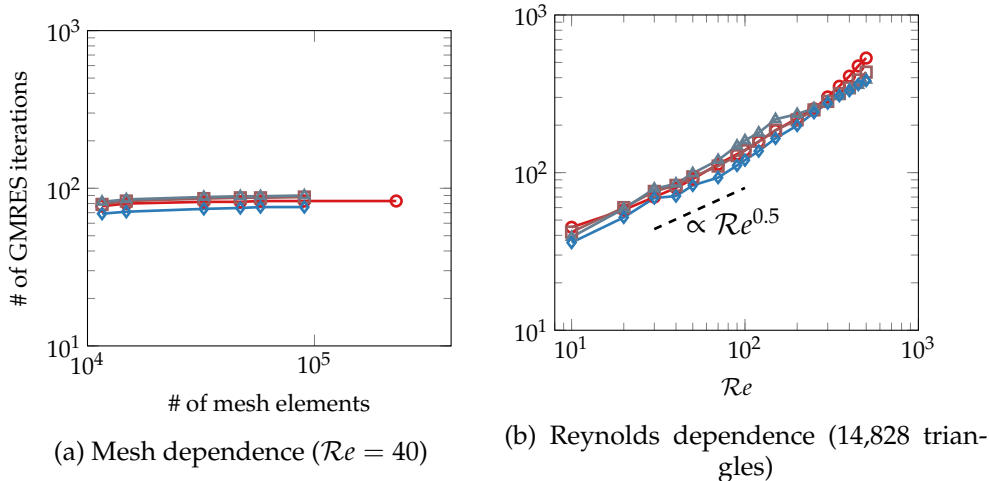 10³
10²
10¹
10⁴
10⁵
# of GMRES iterations
# of mesh elements
(a) Mesh dependence (Re = 40)
10³
10²
10¹
∝ Re^0.5
10¹
10²
10³
Re
(b) Reynolds dependence (14,828 trian-
gles)